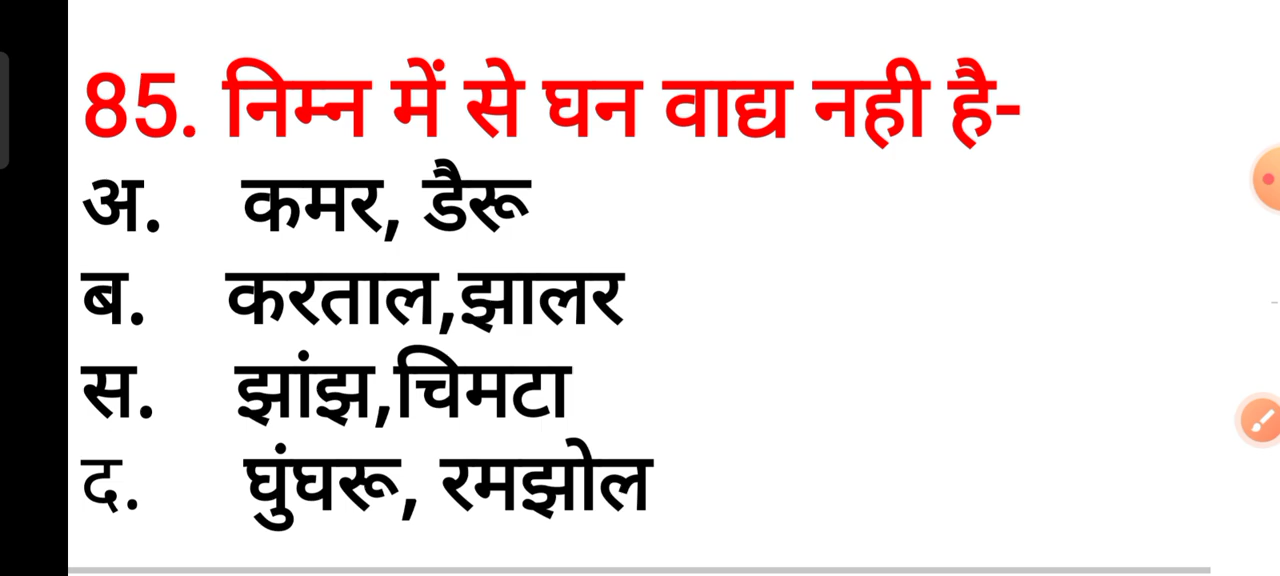 85. निम्न में से घन वाद्य नही है-
अ. कमर, डैरू
ब. करताल,झालर
स. झांझ,चिमटा
द. घुंघरू, रमझोल